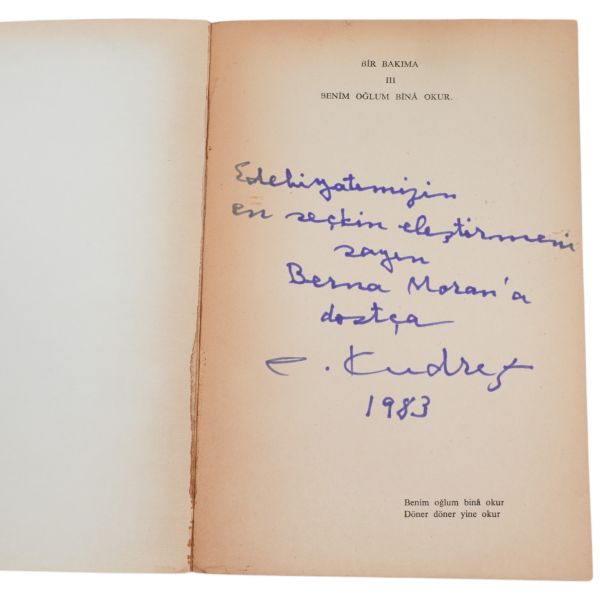 BİR BAKIMA
III
BENİM OĞLUM BİNÂ OKUR.
Edebiyatımızın
en seçkin eleştirmeni
sayın
Berna Moran'a
dostça
C. Kudret
1983
Benim oğlum binâ okur
Döner döner yine okur